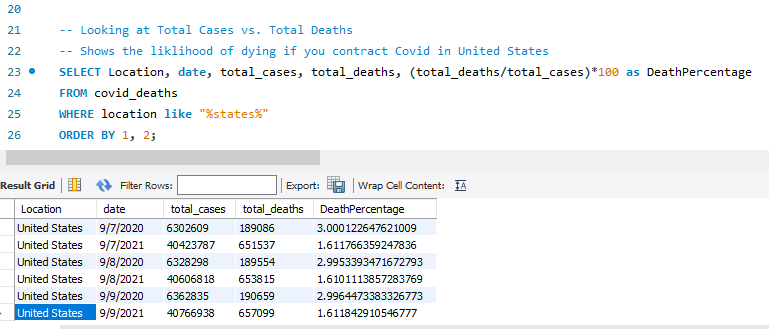 20
21 -- Looking at Total Cases vs. Total Deaths
22 -- Shows the liklihood of dying if you contract Covid in United States
23 SELECT Location, date, total_cases, total_deaths, (total_deaths/total_cases)*100 as DeathPercentage
24 FROM covid_deaths
25 WHERE location like "%states%"
26 ORDER BY 1, 2;
Result Grid Filter Rows: Export: Wrap Cell Content: IA
Location date total_cases total_deaths DeathPercentage
United States 9/7/2020 6302609 189086 3.000122647621009
United States 9/7/2021 40423787 651537 1.611766359247836
United States 9/8/2020 6328298 189554 2.9953393471672793
United States 9/8/2021 40606818 653815 1.6101113857283769
United States 9/9/2020 6362835 190659 2.9964473383326773
United States 9/9/2021 40766938 657099 1.611842910546777